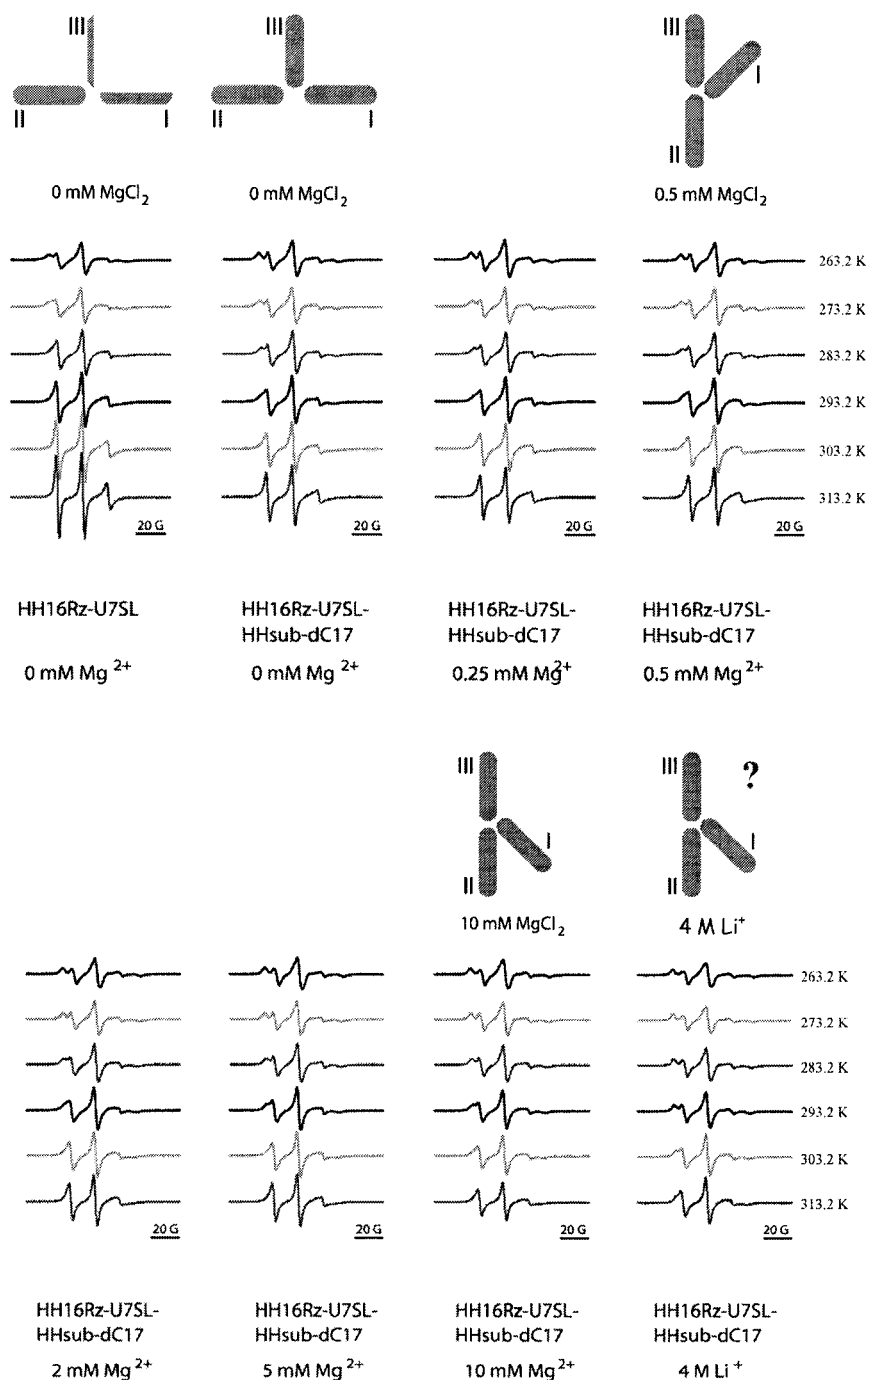 III
III
III
II
I
II
I
I
II
0 mM MgCl2
0 mM MgCl2
0.5 mM MgCl2
263.2 K
273.2 K
283.2 K
293.2 K
303.2 K
313.2 K
20 G
20 G
20 G
20 G
HH16Rz-U7SL
0 mM Mg 2+
HH16Rz-U7SL-
HHsub-dC17
0 mM Mg 2+
HH16Rz-U7SL-
HHsub-dC17
0.25 mM Mg2+
HH16Rz-U7SL-
HHsub-dC17
0.5 mM Mg 2+
III
I
II
10 mM MgCl2
III
?
I
II
4 M Li+
263.2 K
273.2 K
283.2 K
293.2 K
303.2 K
313.2 K
20 G
20 G
20 G
20 G
HH16Rz-U7SL-
HHsub-dC17
2 mM Mg 2+
HH16Rz-U7SL-
HHsub-dC17
5 mM Mg 2+
HH16Rz-U7SL-
HHsub-dC17
10 mM Mg 2+
HH16Rz-U7SL-
HHsub-dC17
4 M Li +